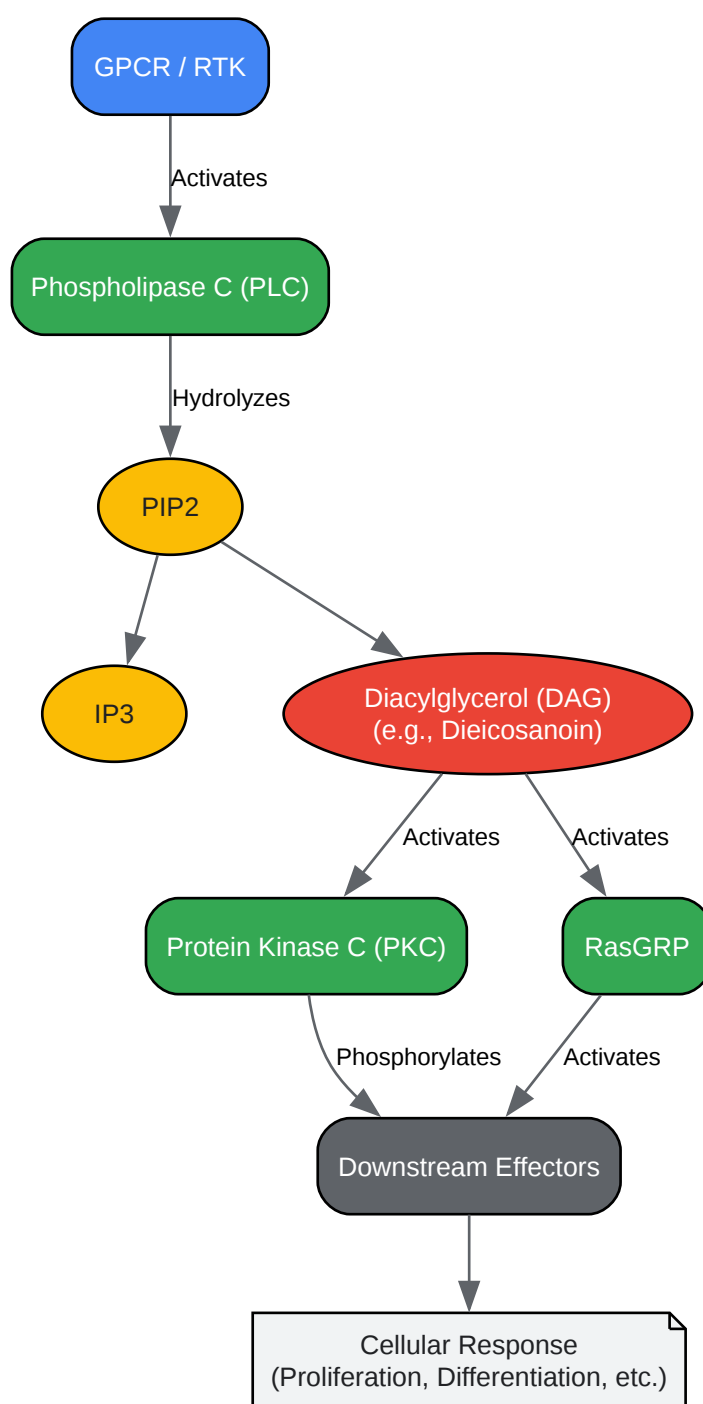 GPCR / RTK
Activates
Phospholipase C (PLC)
Hydrolyzes
PIP2
IP3
Diacylglycerol (DAG)
(e.g., Dieicosanoin)
Activates
Activates
Protein Kinase C (PKC)
RasGRP
Phosphorylates
Activates
Downstream Effectors
Cellular Response
(Proliferation, Differentiation, etc.)